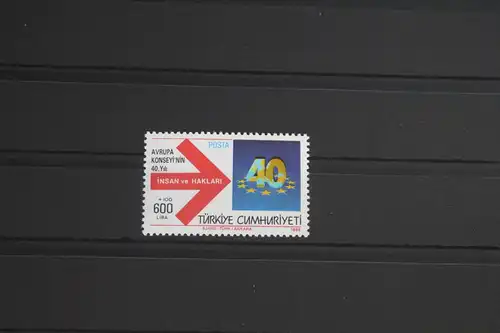 POSTA
AVRUPA
KONSEYİ'NİN
40. Yılı
İNSAN ve HAKLARI
+100
600
LİRA
40
TÜRKİYE CUMHURİYETİ